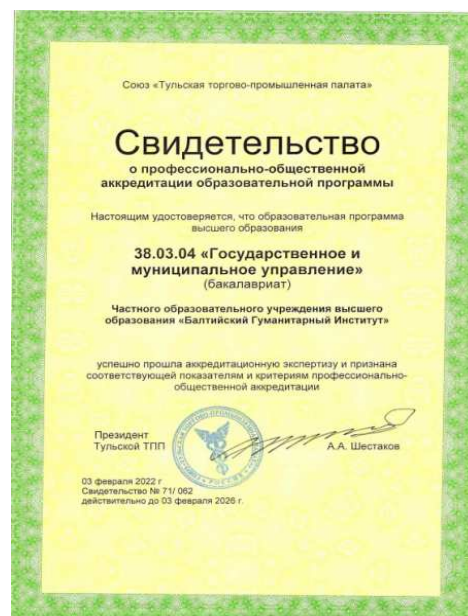 Союз «Тульская торгово-промышленная палата»
Свидетельство
о профессионально-общественной
аккредитации образовательной программы
Настоящим удостоверяется, что образовательная программа
высшего образования
38.03.04 «Государственное и
муниципальное управление»
(бакалавриат)
Частного образовательного учреждения высшего
образования «Балтийский Гуманитарный Институт»
успешно прошла аккредитационную экспертизу и признана
соответствующей показателям и критериям профессионально-
общественной аккредитации
Президент
Тульской ТПП
А.А. Шестаков
03 февраля 2022 г
Свидетельство № 71/ 062
действительно до 03 февраля 2026 г.